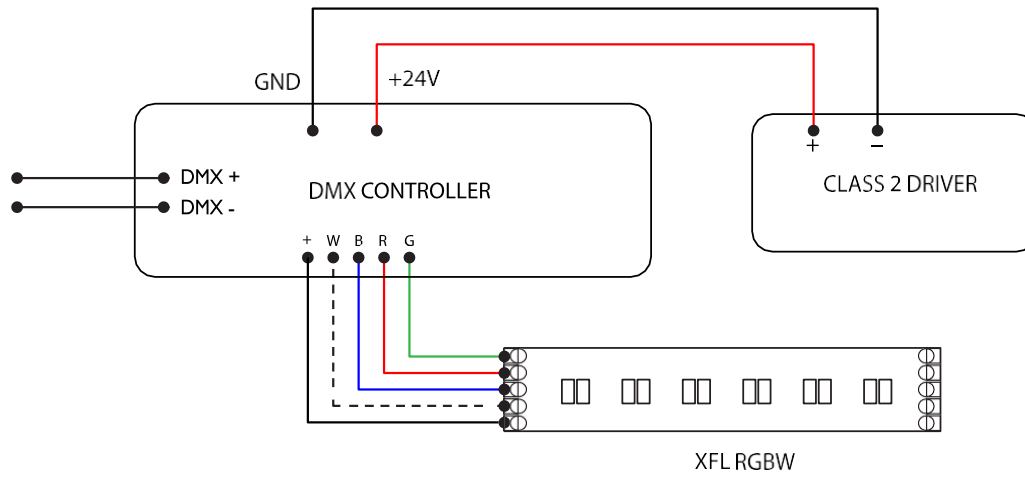 GND
+24V
+ −
CLASS 2 DRIVER
DMX +
DMX -
DMX CONTROLLER
+ W B R G
XFL RGBW